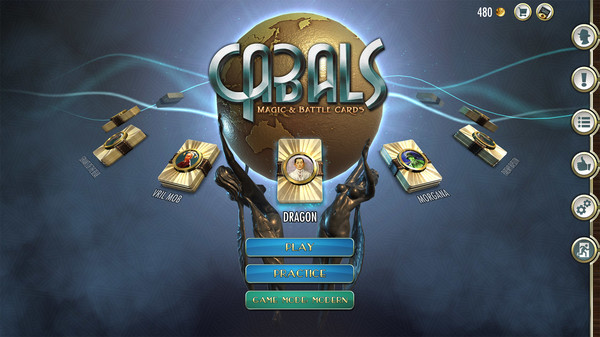 480
CABALS
MAGIC & BATTLE CARDS
VRIL MOB
DRAGON
MORGANA
PLAY
PRACTICE
GAME MODE MODERN